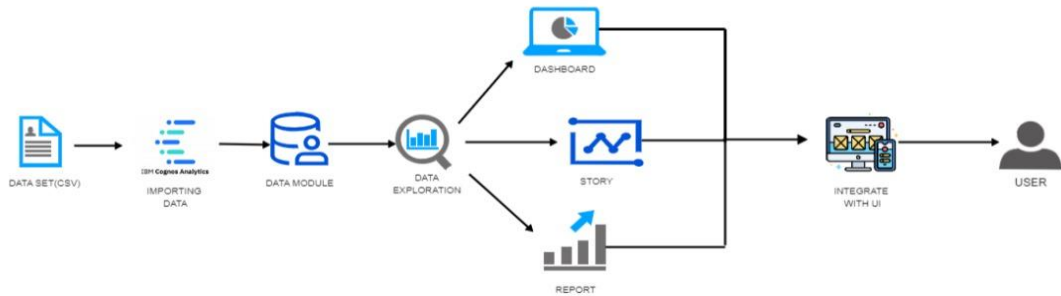 DASHBOARD
IBM Cognos Analytics
DATA SET(CSV)
IMPORTING
DATA
DATA MODULE
DATA
EXPLORATION
STORY
INTEGRATE
WITH UI
USER
REPORT